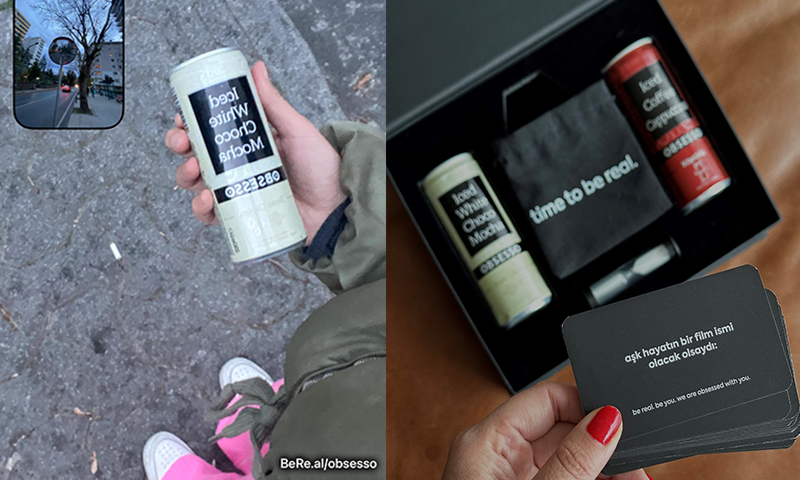 Iced
White
Choco
Mocha
OBSESSO
BeRe.al/obsesso
Iced
White
Choco
Mocha
OBSESSO
time to be real.
Iced
Coffee
Cappuccino
OBSESSO
aşk hayatın bir film ismi
olacak olsaydı:
be real. be you. we are obsessed with you.